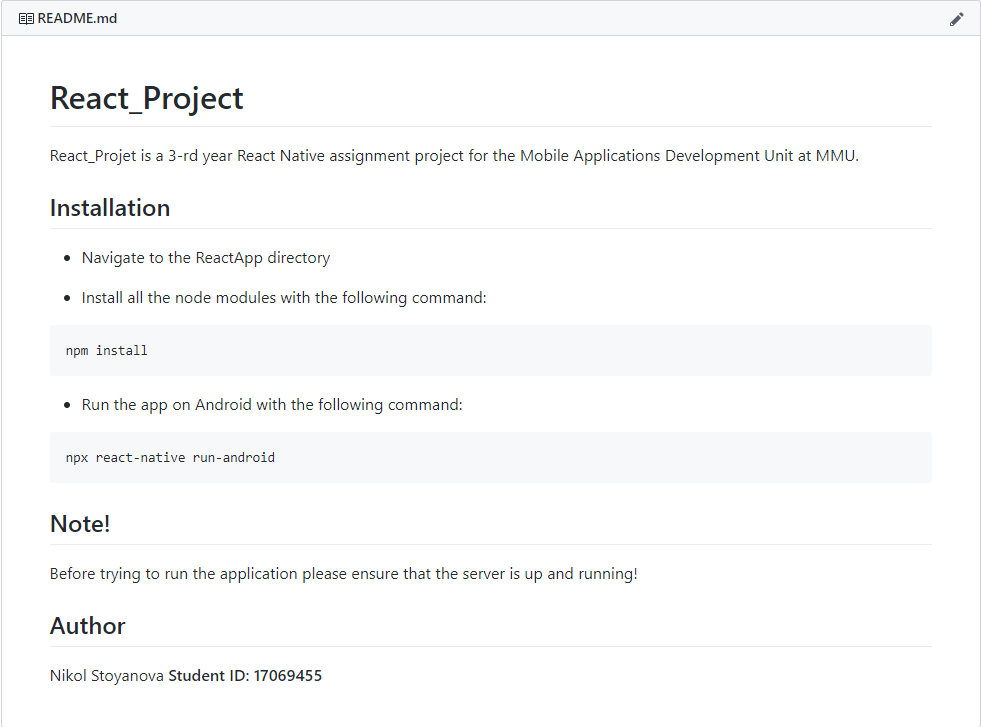 README.md
React_Project
React_Projet is a 3-rd year React Native assignment project for the Mobile Applications Development Unit at MMU.
Installation
Navigate to the ReactApp directory
Install all the node modules with the following command:
npm install
Run the app on Android with the following command:
npx react-native run-android
Note!
Before trying to run the application please ensure that the server is up and running!
Author
Nikol Stoyanova Student ID: 17069455